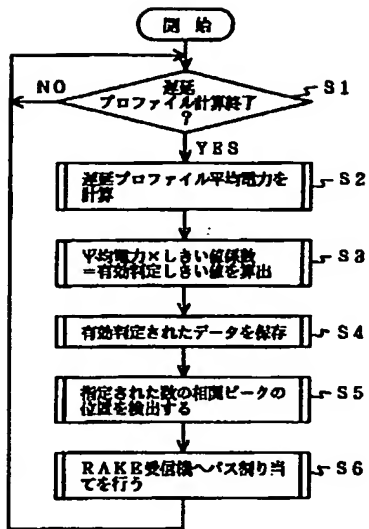 開 始
NO
遅延
プロファイル計算終了
?
S1
YES
遅延プロファイル平均電力を
計算
S2
平均電力×しきい値係数
=有効判定しきい値を算出
S3
有効判定されたデータを保存
S4
指定された数の相関ピークの
位置を検出する
S5
RAKE受信機へパス割り当
てを行う
S6